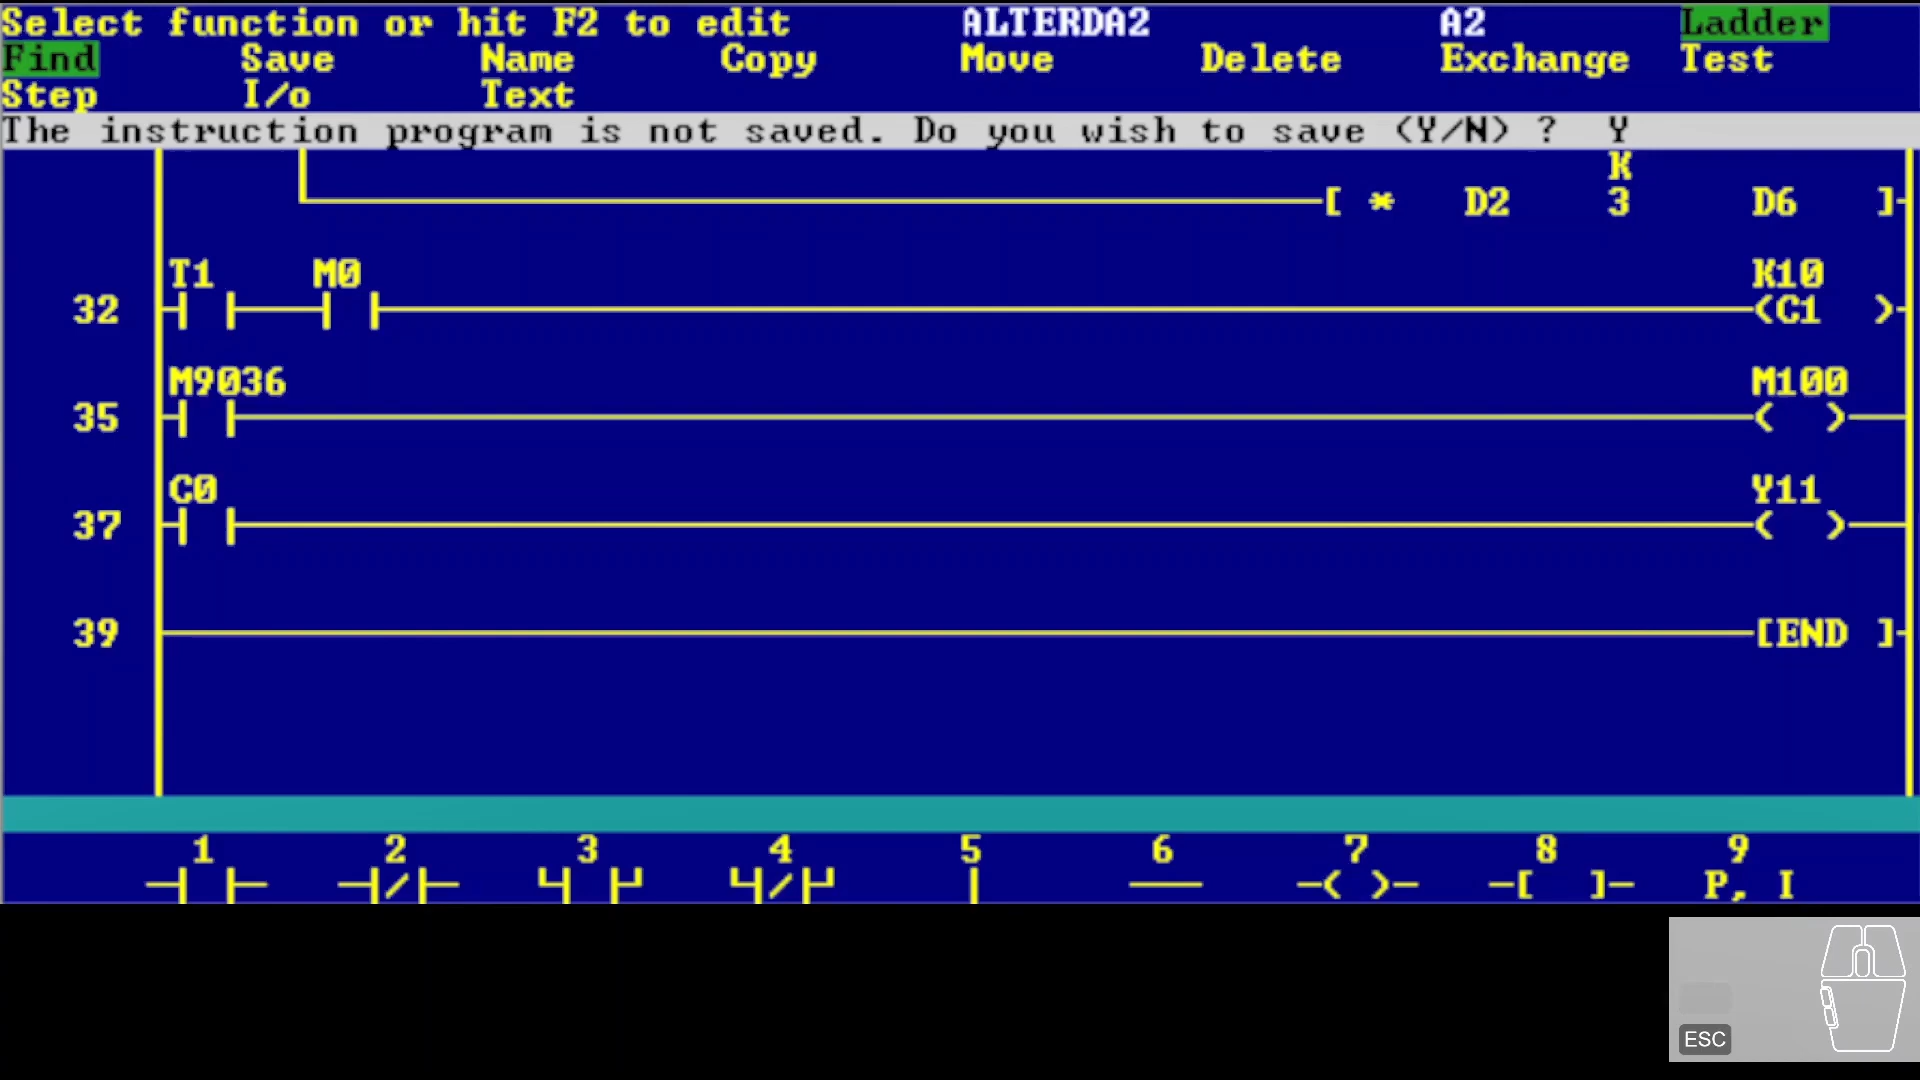 Select function or hit F2 to edit ALTERDA2 A2 Ladder
Find Save Name Copy Move Delete Exchange Test
Step I/o Text
The instruction program is not saved. Do you wish to save (Y/N) ? Y
K
[ * D2 3 D6 ]
T1 M0 K10
32 <C1 >
M9036 M100
35 < >
C0 Y11
37 < >
39 [END ]
1 2 3 4 5 6 7 8 9
< > [ ] P, I
ESC